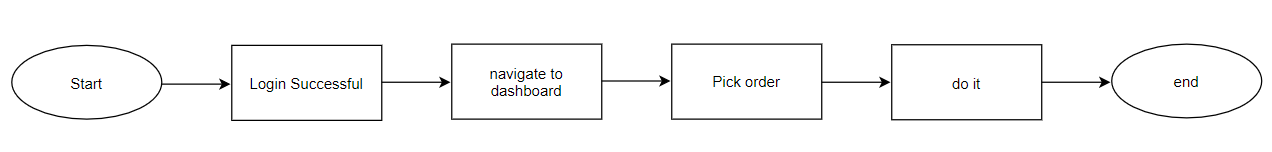 Start
Login Successful
navigate to
dashboard
Pick order
do it
end